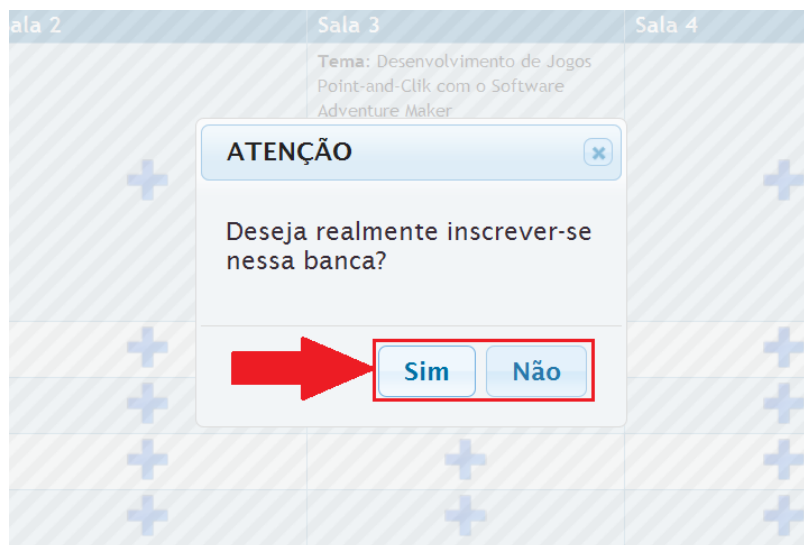 ala 2
Sala 3
Sala 4
Tema: Desenvolvimento de Jogos
Point-and-Clik com o Software
Adventure Maker
ATENÇÃO
Deseja realmente inscrever-se
nessa banca?
Sim
Não